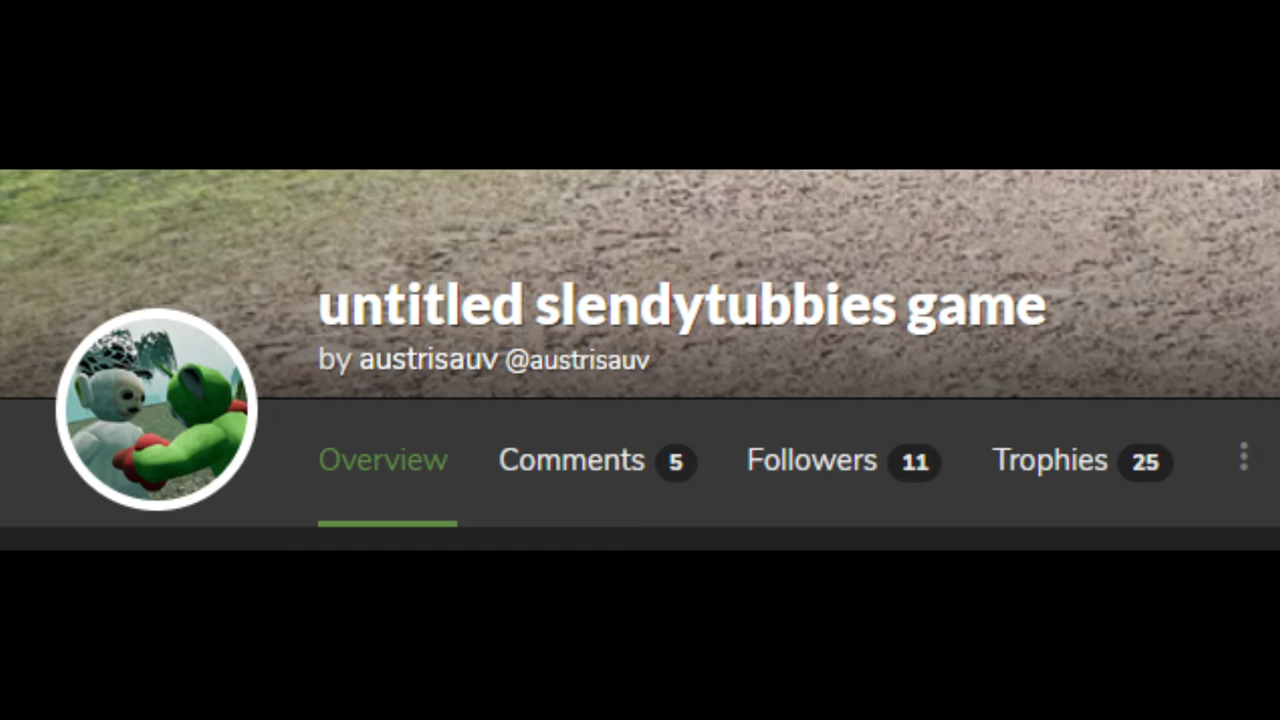 untitled slendytubbies game
by austrisauv @austrisauv
Overview Comments 5 Followers 11 Trophies 25